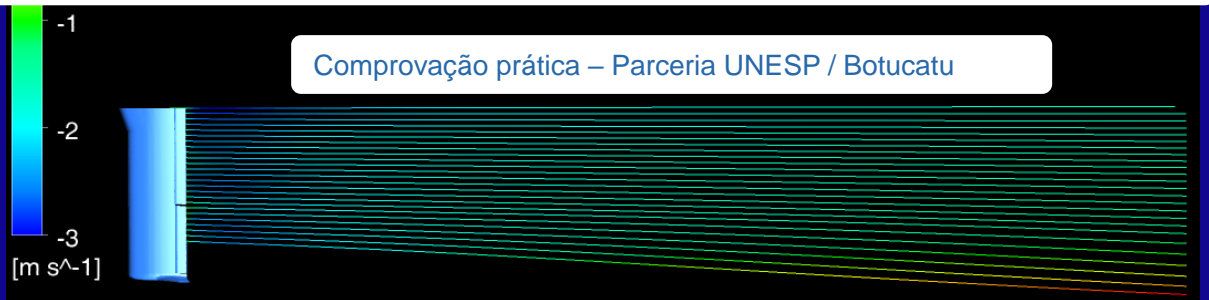 -1
Comprovação prática – Parceria UNESP / Botucatu
-2
-3
[m s^-1]